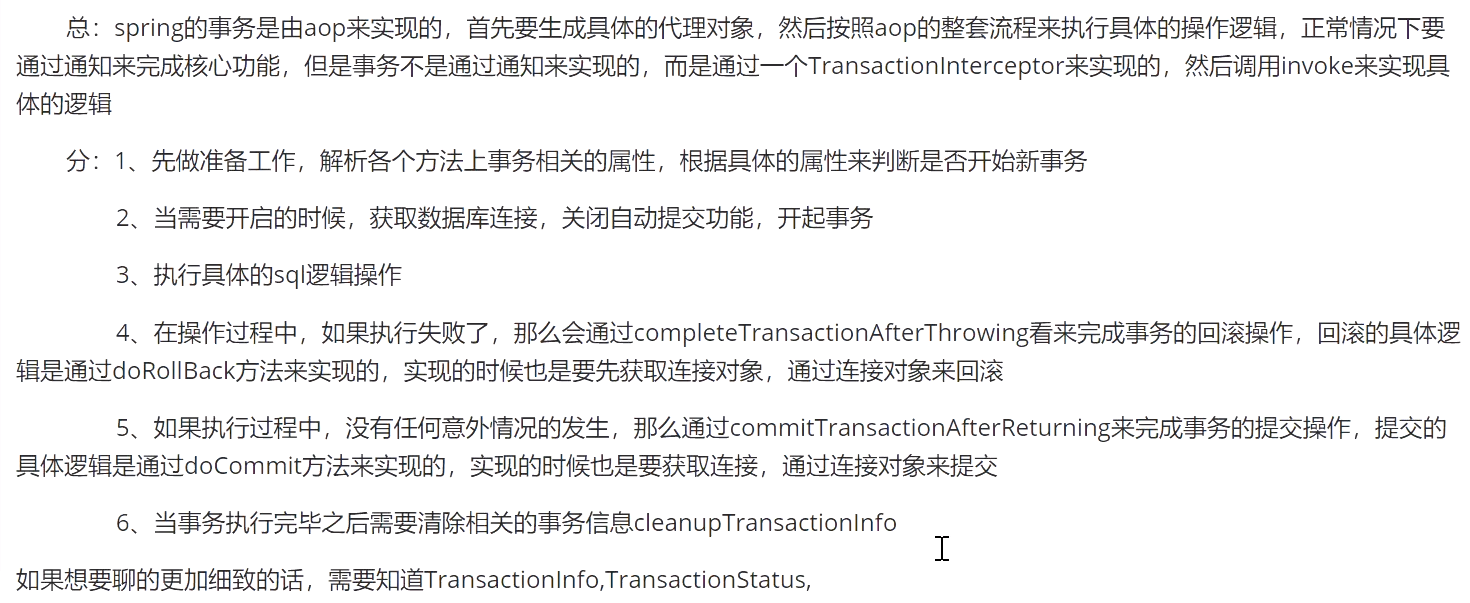 总：spring的事务是由aop来实现的，首先要生成具体的代理对象，然后按照aop的整套流程来执行具体的操作逻辑，正常情况下要
通过通知来完成核心功能，但是事务不是通过通知来实现的，而是通过一个TransactionInterceptor来实现的，然后调用invoke来实现具
体的逻辑
分：1、先做准备工作，解析各个方法上事务相关的属性，根据具体的属性来判断是否开始新事务
2、当需要开启的时候，获取数据库连接，关闭自动提交功能，开起事务
3、执行具体的sql逻辑操作
4、在操作过程中，如果执行失败了，那么会通过completeTransactionAfterThrowing看来完成事务的回滚操作，回滚的具体逻
辑是通过doRollBack方法来实现的，实现的时候也是要先获取连接对象，通过连接对象来回滚
5、如果执行过程中，没有任何意外情况的发生，那么通过commitTransactionAfterReturning来完成事务的提交操作，提交的
具体逻辑是通过doCommit方法来实现的，实现的时候也是要获取连接，通过连接对象来提交
6、当事务执行完毕之后需要清除相关的事务信息cleanupTransactionInfo
如果想要聊的更加细致的话，需要知道TransactionInfo,TransactionStatus,